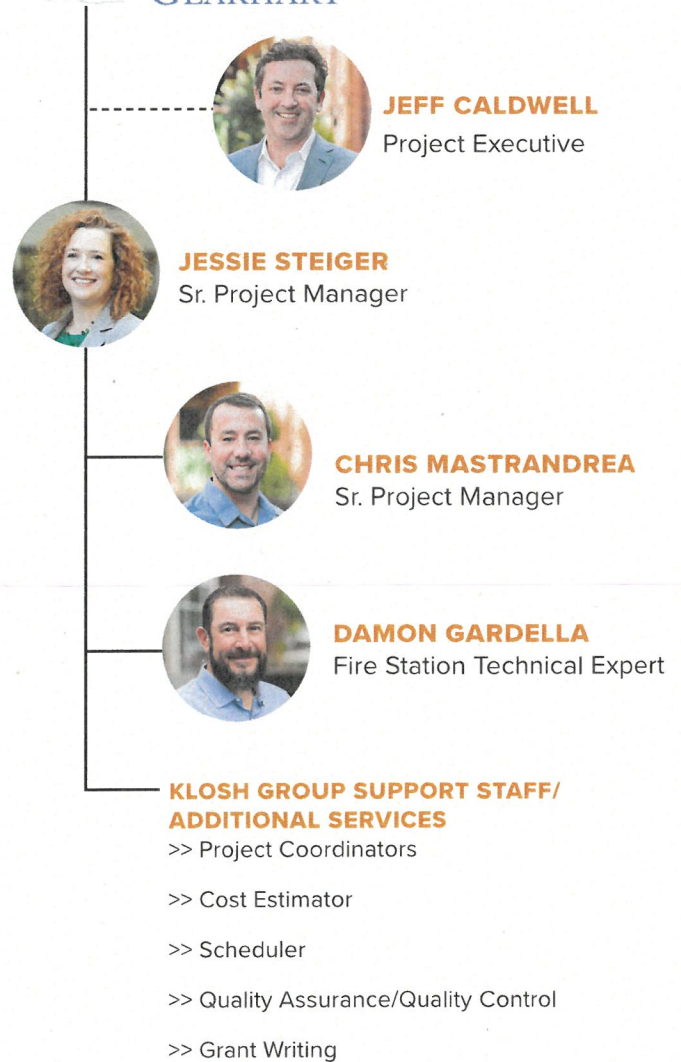 GEARHART
JEFF CALDWELL
Project Executive
JESSIE STEIGER
Sr. Project Manager
CHRIS MASTRANDREA
Sr. Project Manager
DAMON GARDELLA
Fire Station Technical Expert
KLOSH GROUP SUPPORT STAFF/
ADDITIONAL SERVICES
>> Project Coordinators
>> Cost Estimator
>> Scheduler
>> Quality Assurance/Quality Control
>> Grant Writing